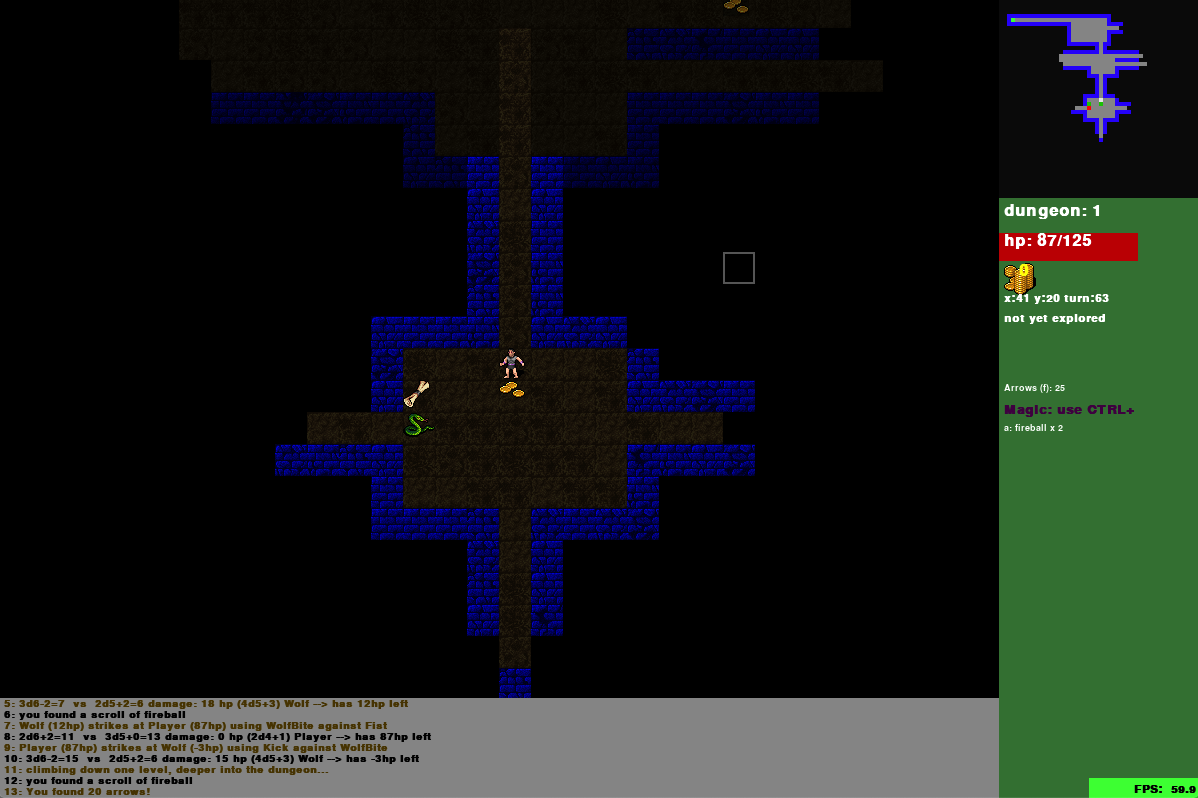 dungeon: 1
hp: 87/125
x:41 y:20 turn:63
not yet explored
Arrows (f): 25
Magic: use CTRL+
a: fireball x 2
5: 3d6-2=7 vs 2d5+2=6 damage: 18 hp (4d5+3) Wolf --> has 12hp left
6: you found a scroll of fireball
7: Wolf (12hp) strikes at Player (87hp) using WolfBite against Fist
8: 2d6+2=11 vs 3d5+0=13 damage: 0 hp (2d4+1) Player --> has 87hp left
9: Player (87hp) strikes at Wolf (-3hp) using Kick against WolfBite
10: 3d6-2=15 vs 2d5+2=6 damage: 15 hp (4d5+3) Wolf --> has -3hp left
11: climbing down one level, deeper into the dungeon...
12: you found a scroll of fireball
13: You found 20 arrows!
FPS: 59.9